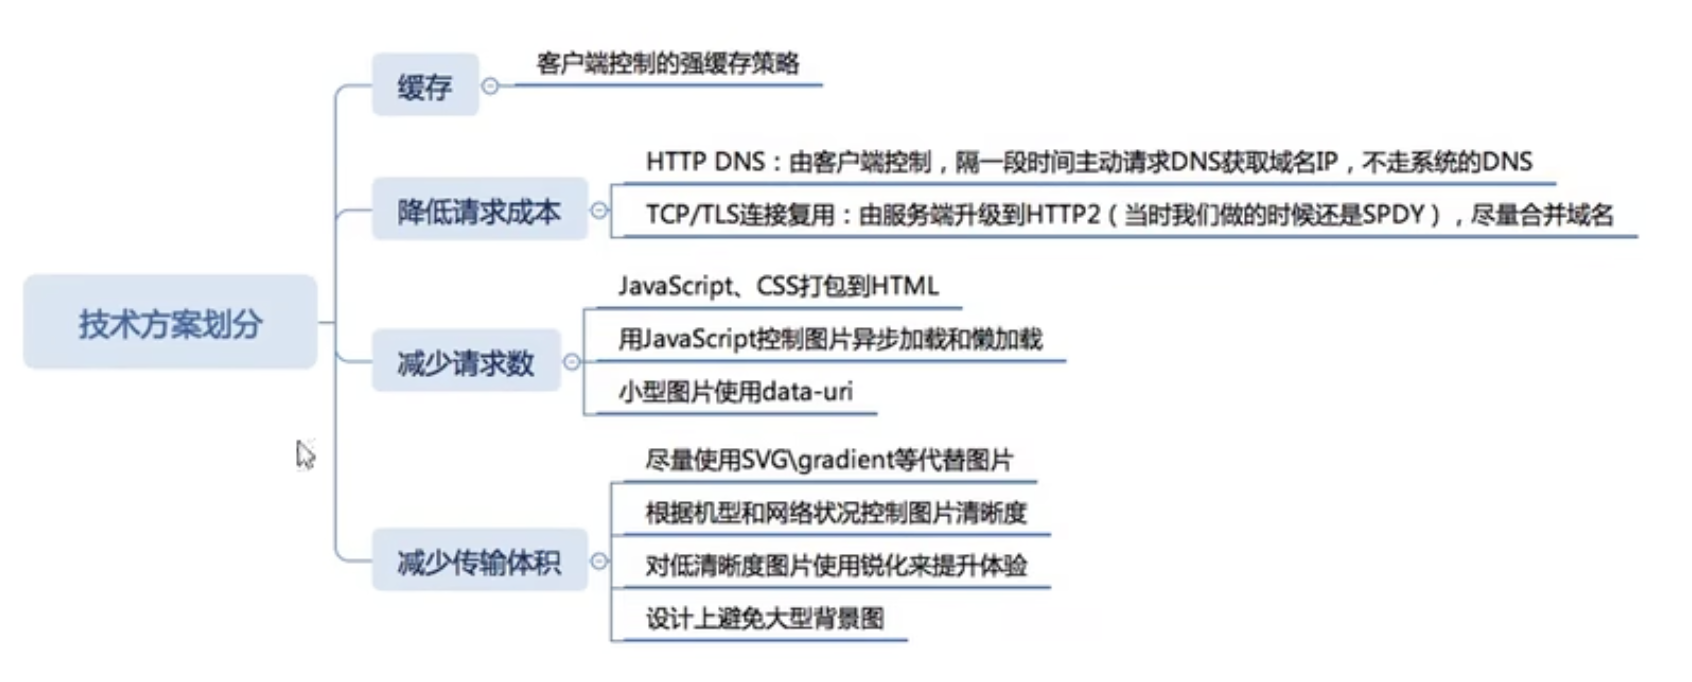 技术方案划分
缓存
客户端控制的强缓存策略
降低请求成本
HTTP DNS：由客户端控制，隔一段时间主动请求DNS获取域名IP，不走系统的DNS
TCP/TLS连接复用：由服务端升级到HTTP2（当时我们做的时候还是SPDY），尽量合并域名
减少请求数
JavaScript、CSS打包到HTML
用JavaScript控制图片异步加载和懒加载
小型图片使用data-uri
减少传输体积
尽量使用SVG\gradient等代替图片
根据机型和网络状况控制图片清晰度
对低清晰度图片使用锐化来提升体验
设计上避免大型背景图